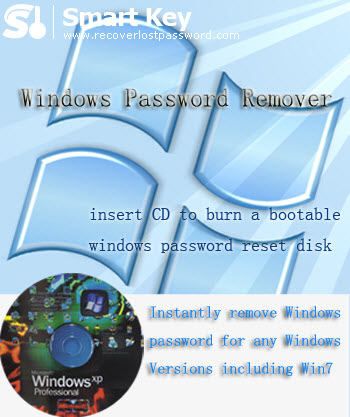 Smart Key
www.recoverlostpassword.com
Windows Password Remover
insert CD to burn a bootable
windows password reset disk
Instantly remove Windows
password for any Windows
Versions including Win7
Microsoft
Windows xp
Professional